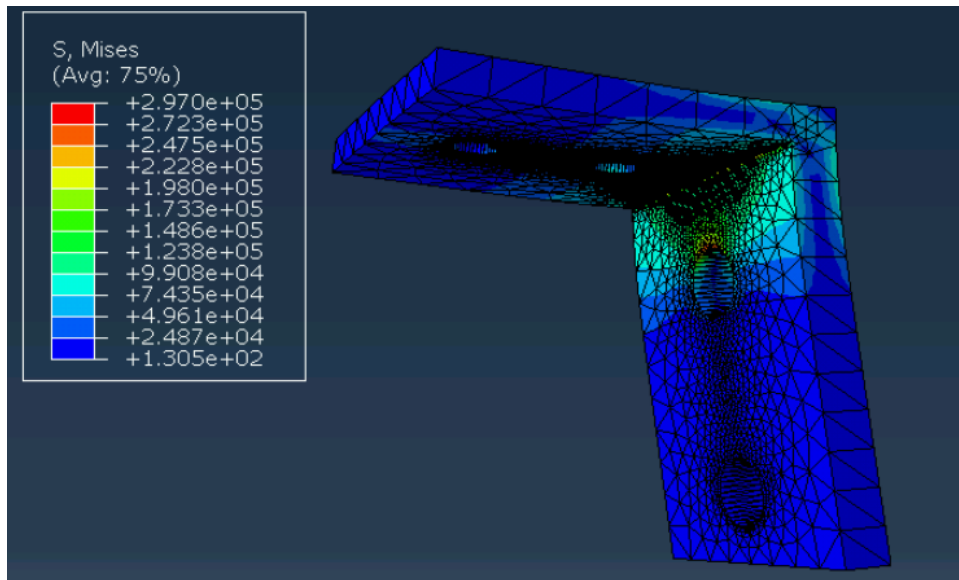 S, Mises
(Avg: 75%)
+2.970e+05
+2.723e+05
+2.475e+05
+2.228e+05
+1.980e+05
+1.733e+05
+1.486e+05
+1.238e+05
+9.908e+04
+7.435e+04
+4.961e+04
+2.487e+04
+1.305e+02